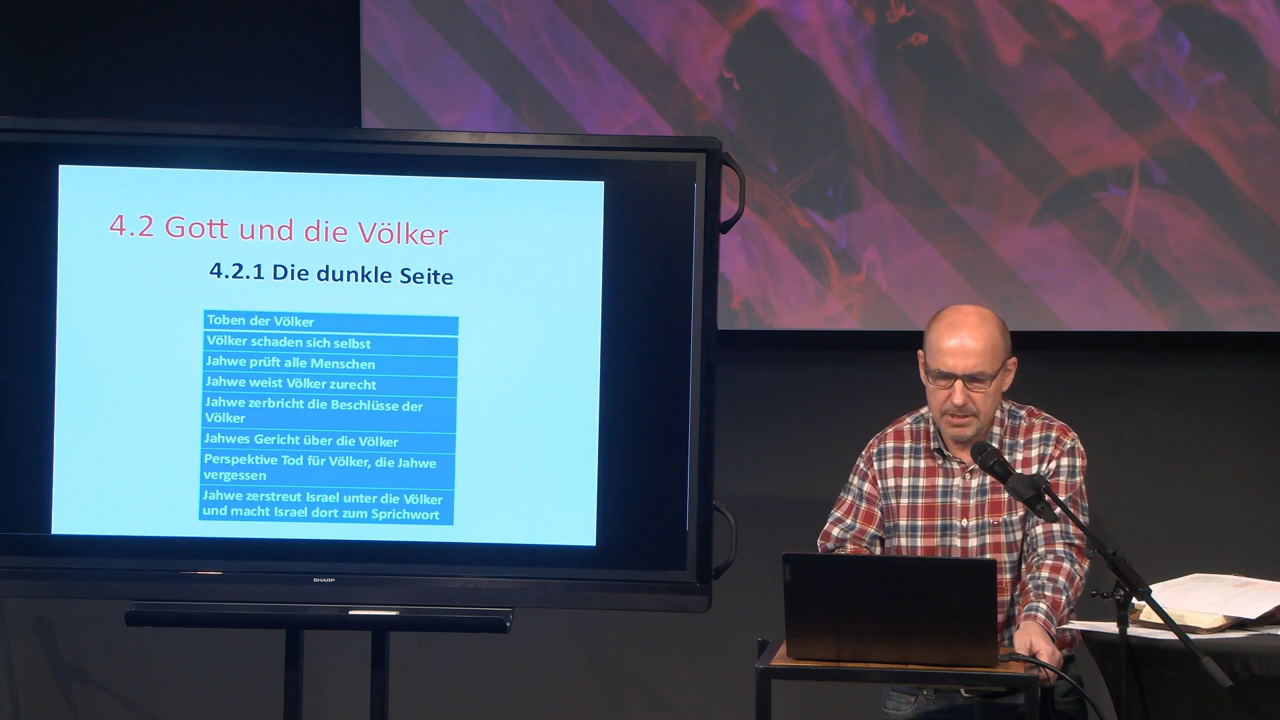 4.2 Gott und die Völker
4.2.1 Die dunkle Seite
Toben der Völker
Völker schaden sich selbst
Jahwe prüft alle Menschen
Jahwe weist Völker zurecht
Jahwe zerbricht die Beschlüsse der
Völker
Jahwes Gericht über die Völker
Perspektive Tod für Völker, die Jahwe
vergessen
Jahwe zerstreut Israel unter die Völker
und macht Israel dort zum Sprichwort
SHARP